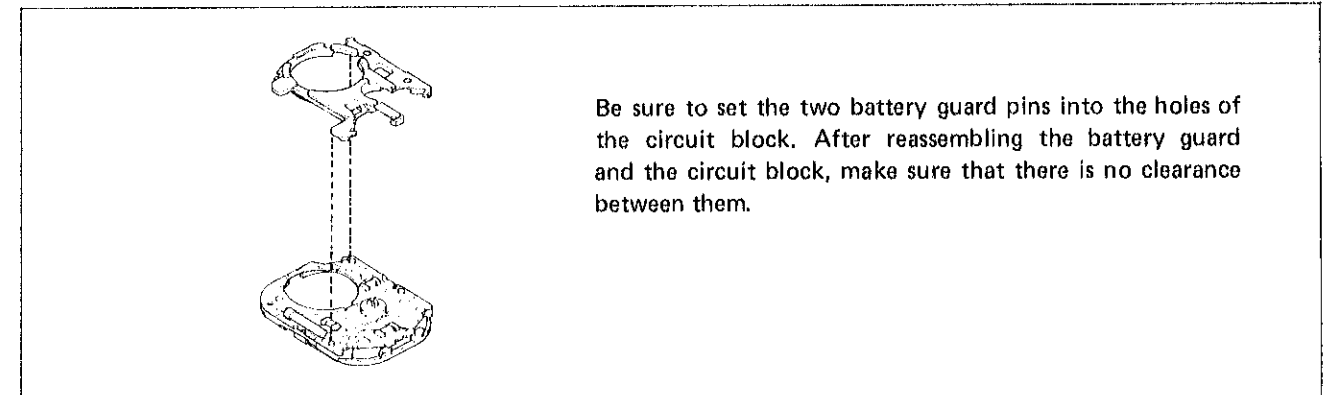 Be sure to set the two battery guard pins into the holes of
the circuit block. After reassembling the battery guard
and the circuit block, make sure that there is no clearance
between them.